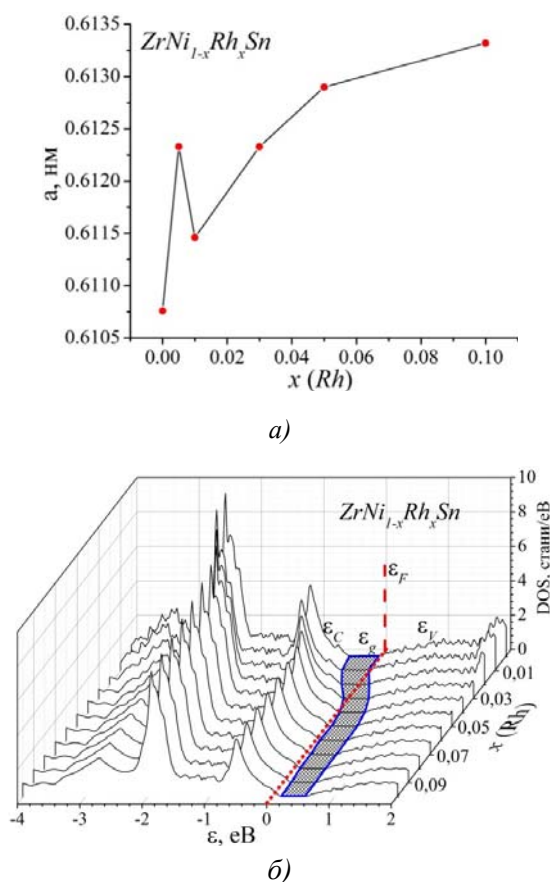 ZrNi1-xRhxSn
0.6135
0.6130
0.6125
0.6120
0.6115
0.6110
0.6105
а, нм
0.00 0.02 0.04 0.06 0.08 0.10
x (Rh)
а)
10
8
6
4
2
0
DOS, стани/еВ
ZrNi1-xRhxSn
εF
εC εg εV
0,01
0,03
0,05
0,07
0,09
x (Rh)
-4 -3 -2 -1 0 1 2
ε, еВ
б)